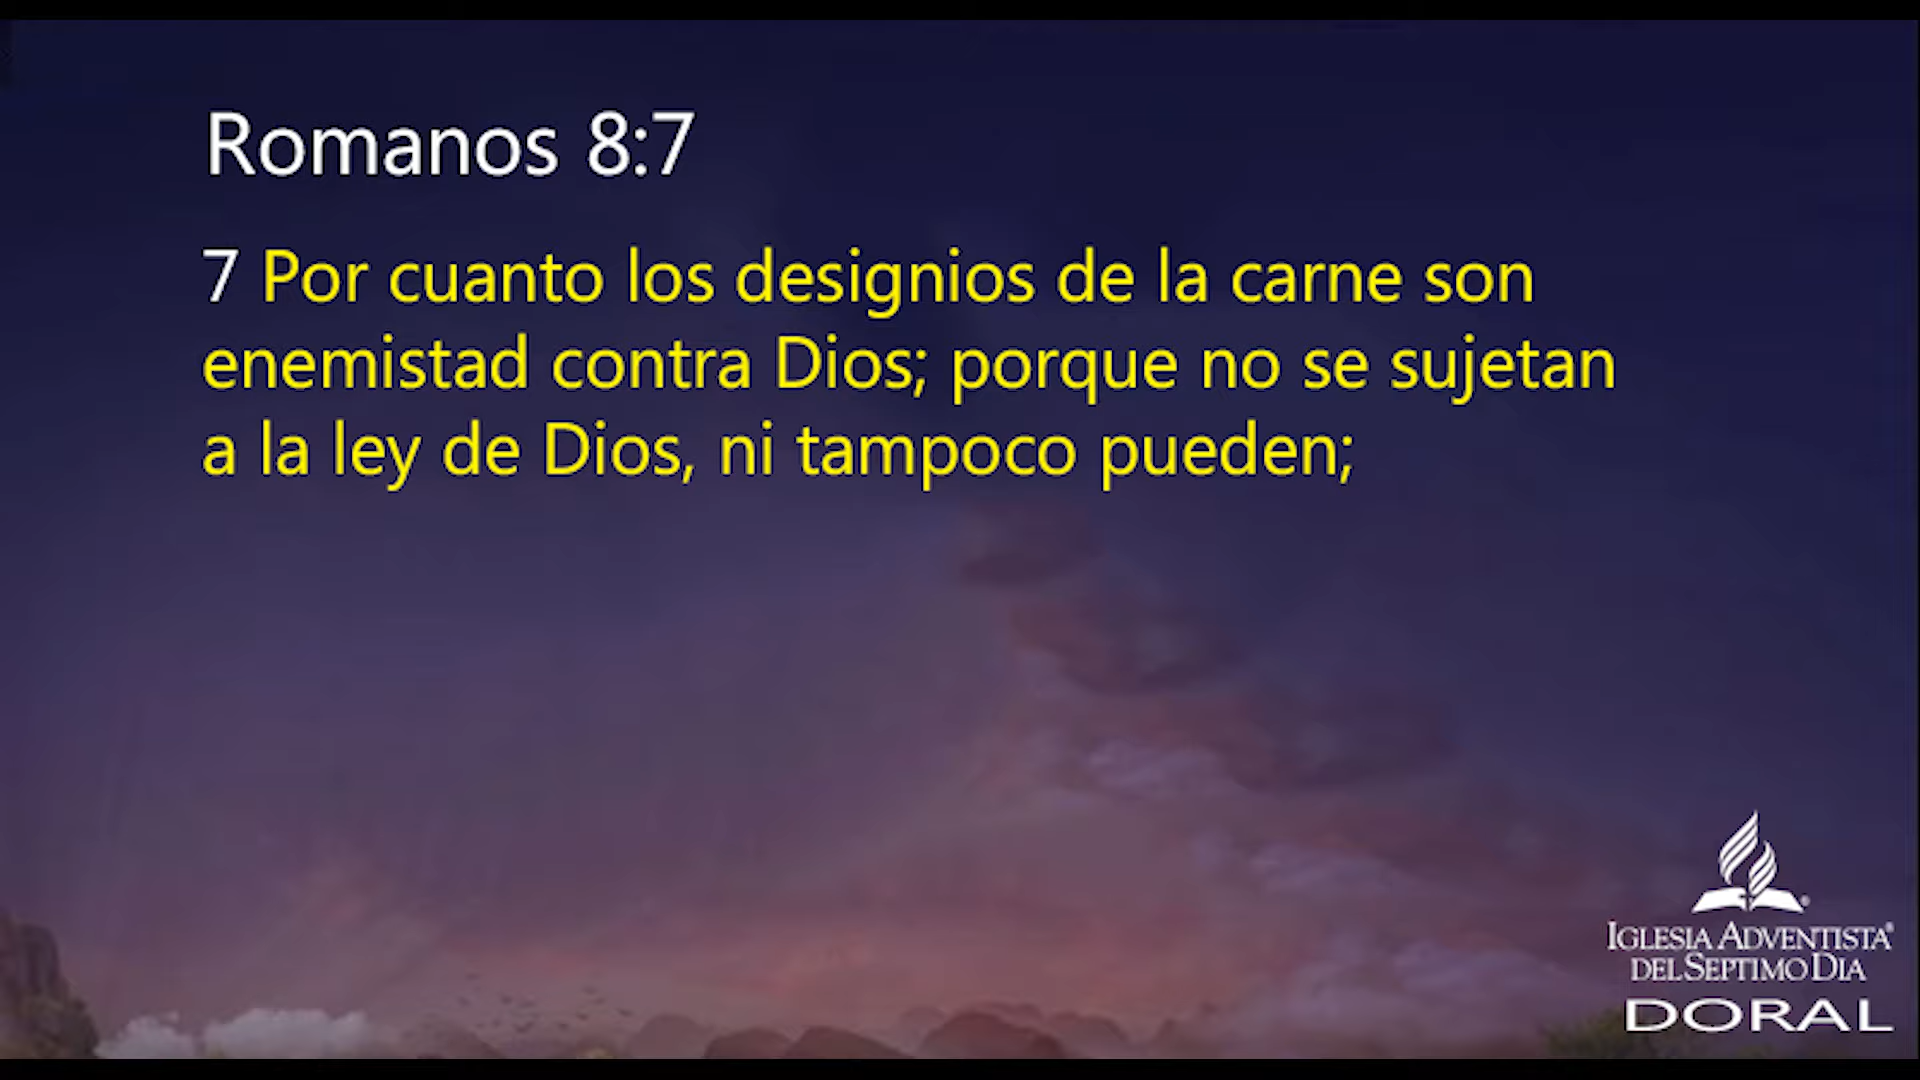 Romanos 8:7
7 Por cuanto los designios de la carne son
enemistad contra Dios; porque no se sujetan
a la ley de Dios, ni tampoco pueden;
IGLESIA ADVENTISTA®
DEL SEPTIMO DIA
DORAL